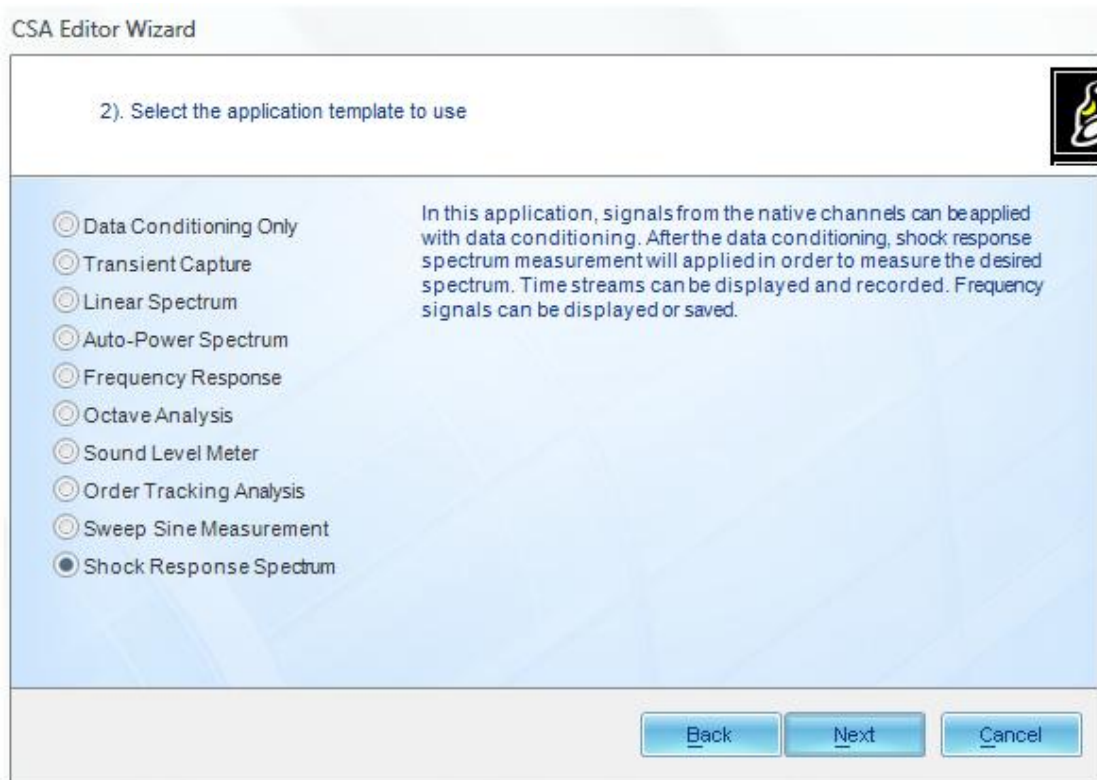 CSA Editor Wizard
2). Select the application template to use
Data Conditioning Only
Transient Capture
Linear Spectrum
Auto-Power Spectrum
Frequency Response
Octave Analysis
Sound Level Meter
Order Tracking Analysis
Sweep Sine Measurement
Shock Response Spectrum
In this application, signals from the native channels can be applied
with data conditioning. After the data conditioning, shock response
spectrum measurement will applied in order to measure the desired
spectrum. Time streams can be displayed and recorded. Frequency
signals can be displayed or saved.
Back
Next
Cancel